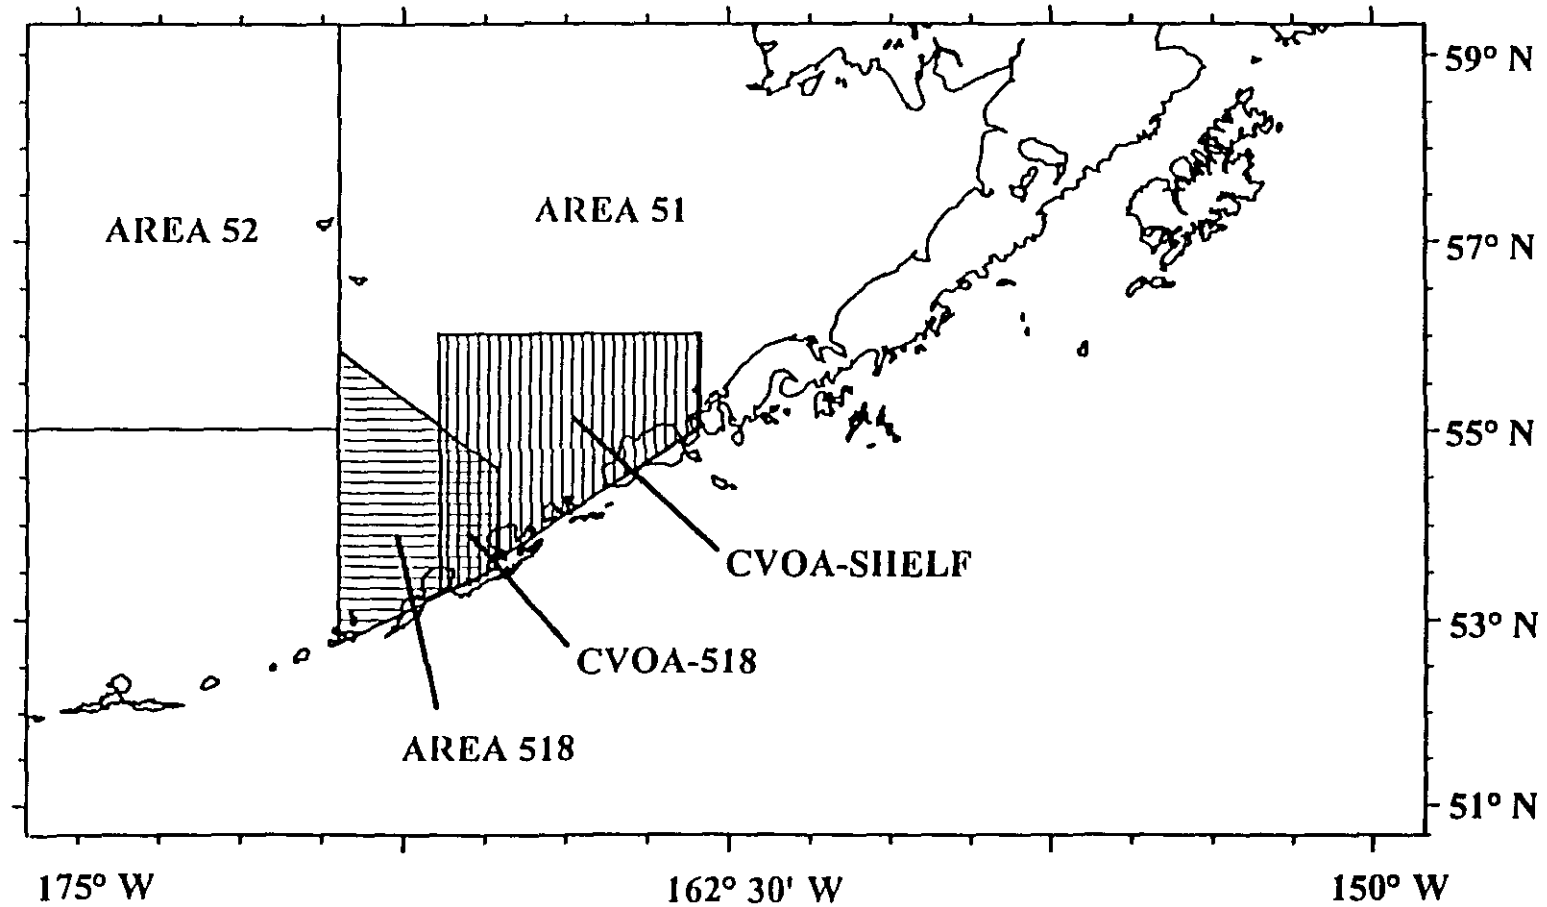 59° N
AREA 51
AREA 52
57° N
55° N
CVOA-SHELF
53° N
CVOA-518
AREA 518
51° N
175° W
162° 30' W
150° W